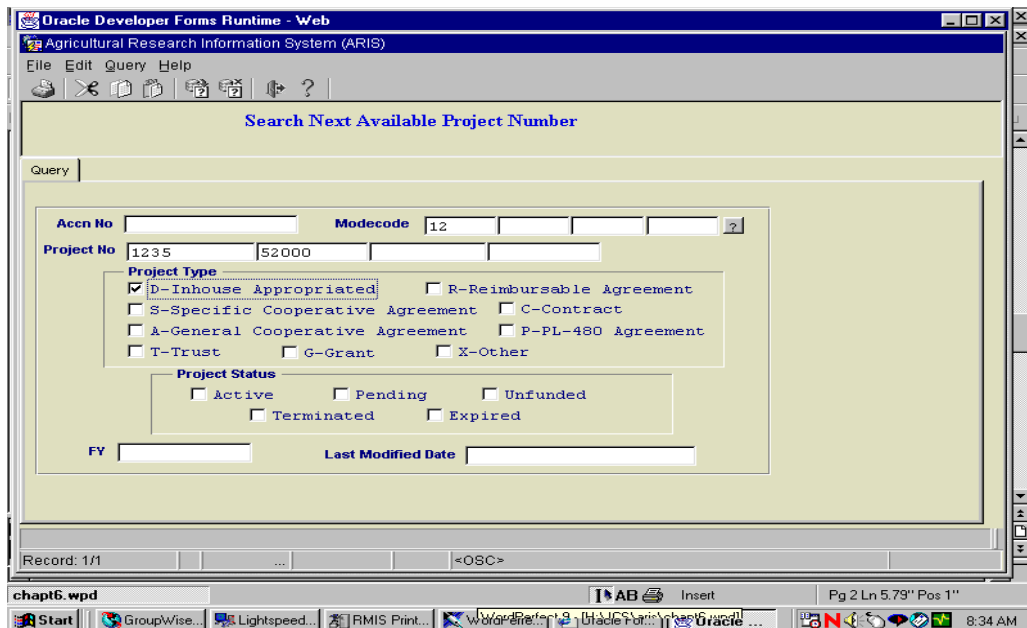 Oracle Developer Forms Runtime - Web
Agricultural Research Information System (ARIS)
File Edit Query Help
Search Next Available Project Number
Query
Accn No Modecode 12 ?
Project No 1235 52000
Project Type
D-Inhouse Appropriated R-Reimbursable Agreement
S-Specific Cooperative Agreement C-Contract
A-General Cooperative Agreement P-PL-480 Agreement
T-Trust G-Grant X-Other
Project Status
Active Pending Unfunded
Terminated Expired
FY Last Modified Date
Record: 1/1 ... <OSC>
chapt6.wpd AB Insert Pg 2 Ln 5.79" Pos 1"
Start GroupWise... Lightspeed... RMIS Print... Oracle ... 8:34 AM